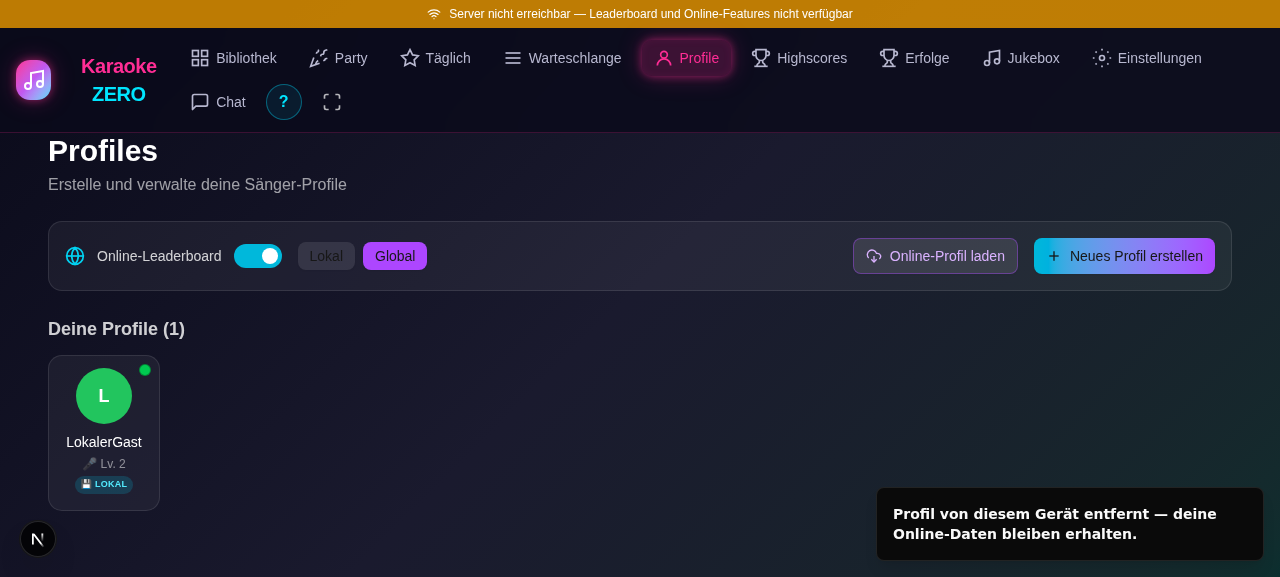 Server nicht erreichbar — Leaderboard und Online-Features nicht verfügbar
Karaoke
ZERO
Bibliothek
Party
Täglich
Warteschlange
Profile
Highscores
Erfolge
Jukebox
Einstellungen
Chat
?
Profiles
Erstelle und verwalte deine Sänger-Profile
Online-Leaderboard
Lokal
Global
Online-Profil laden
+ Neues Profil erstellen
Deine Profile (1)
L
LokalerGast
🎤 Lv. 2
💾 LOKAL
N
Profil von diesem Gerät entfernt — deine
Online-Daten bleiben erhalten.